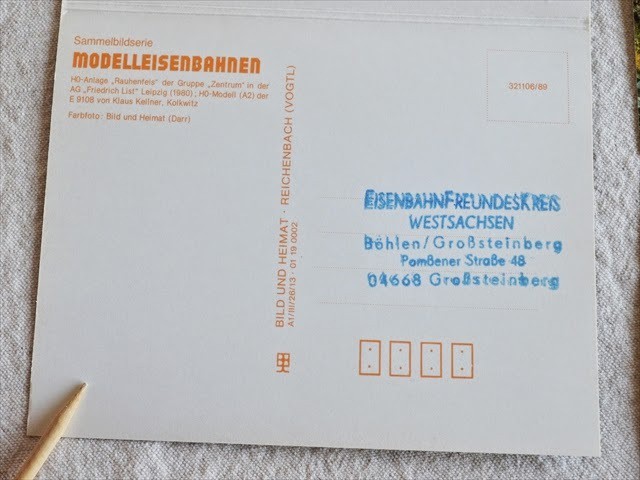 Sammelbildserie
MODELLEISENBAHNEN
H0-Anlage „Rauhenfels" der Gruppe „Zentrum" in der
AG „Friedrich List" Leipzig (1980); H0-Modell (A2) der
E 9108 von Klaus Kellner, Kolkwitz
Farbfoto: Bild und Heimat (Darr)
BILD UND HEIMAT · REICHENBACH (VOGTL)
A1/III/26/13 · 01 19 0002
321106/89
EISENBAHNFREUNDESKREIS
WESTSACHSEN
Böhlen/Großsteinberg
Pomßener Straße 48
04668 Großsteinberg